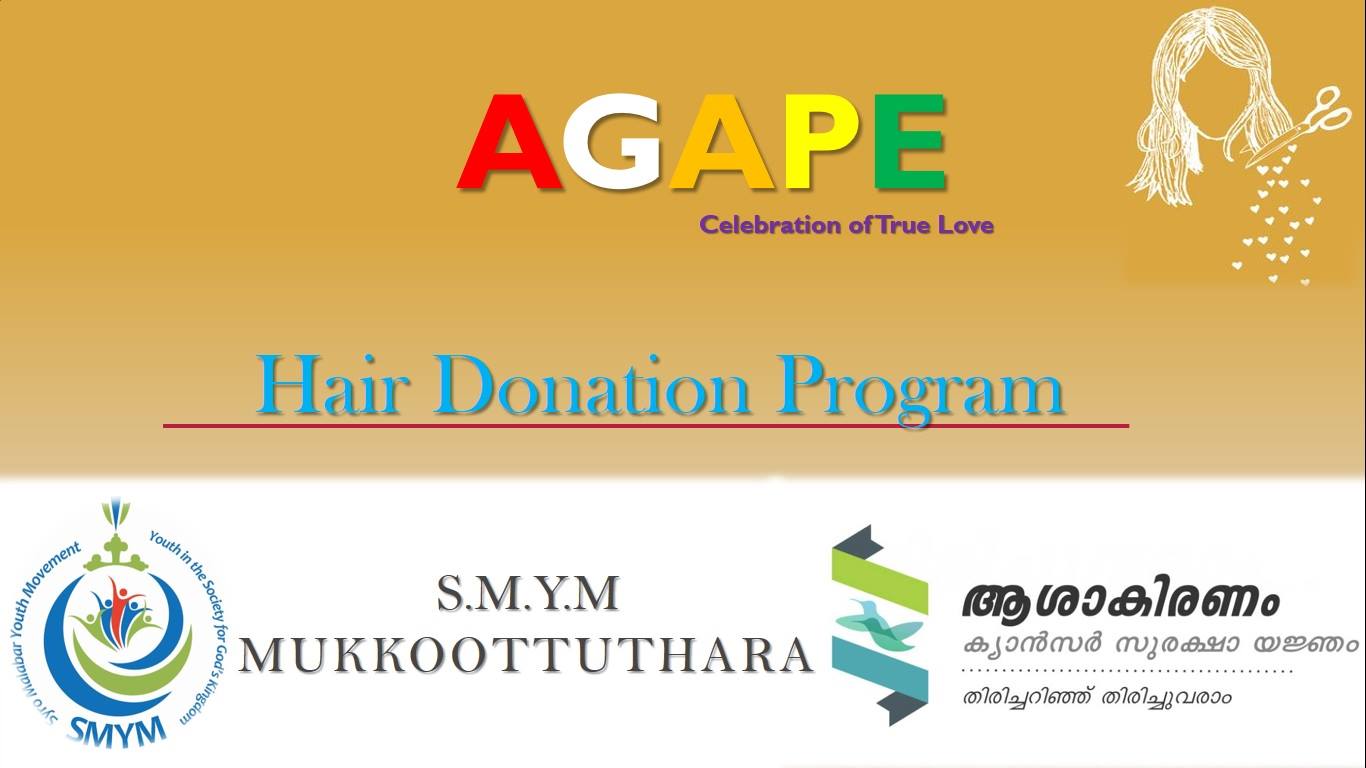 AGAPE
Celebration of True Love
Hair Donation Program
Syro Malabar Youth Movement
Youth in the Society for God's Kingdom
SMYM
S.M.Y.M
MUKKOOTTUTHARA
ആശാകിരണം
ക്യാൻസർ സുരക്ഷാ യജ്ഞം
തിരിച്ചറിഞ്ഞ് തിരിച്ചുവരാം